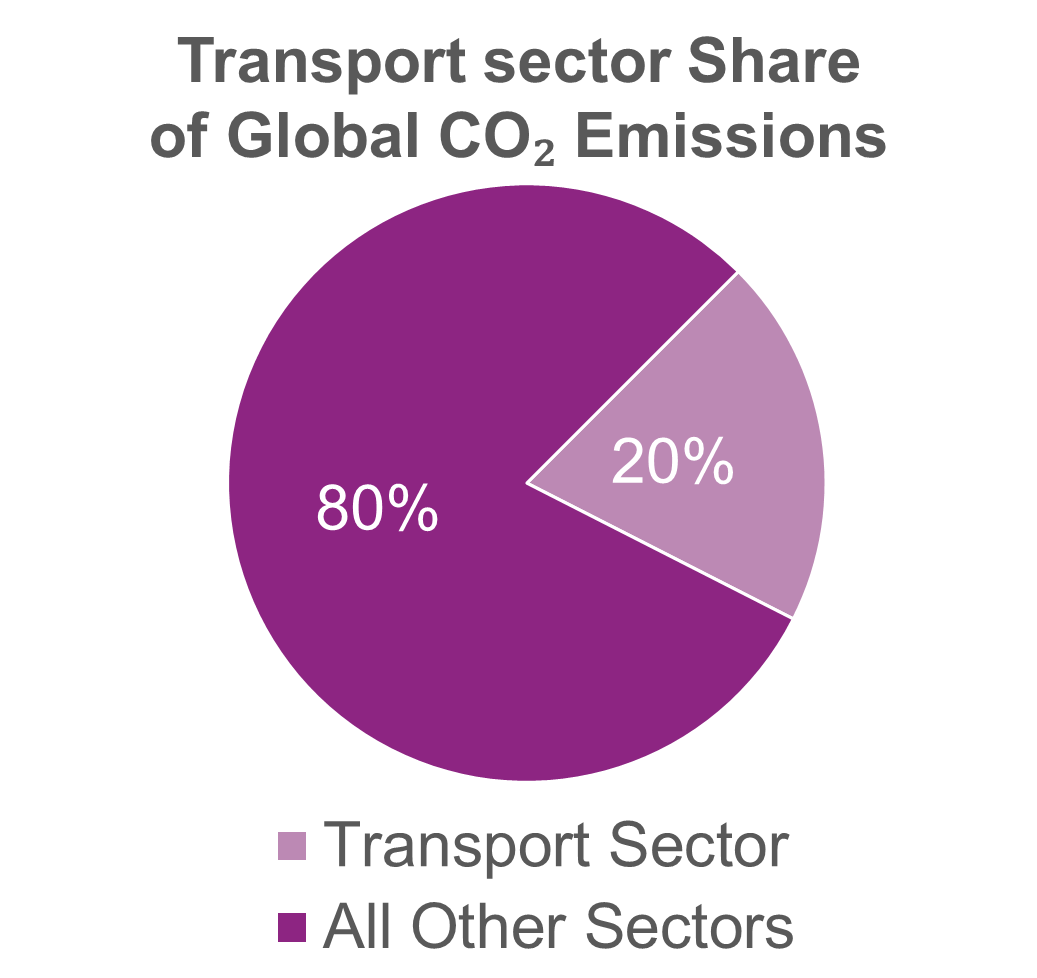 Transport sector Share
of Global CO₂ Emissions
20%
80%
Transport Sector
All Other Sectors